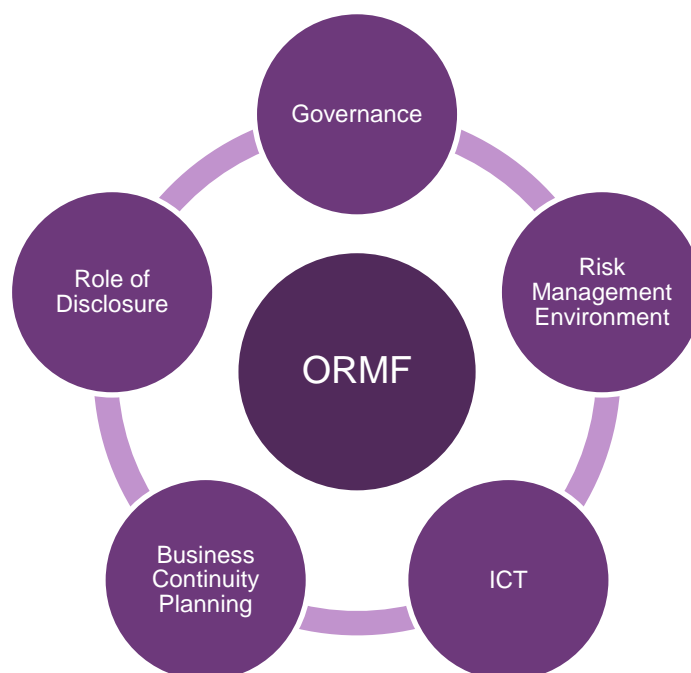 Governance
Risk
Management
Environment
ICT
Business
Continuity
Planning
Role of
Disclosure
ORMF